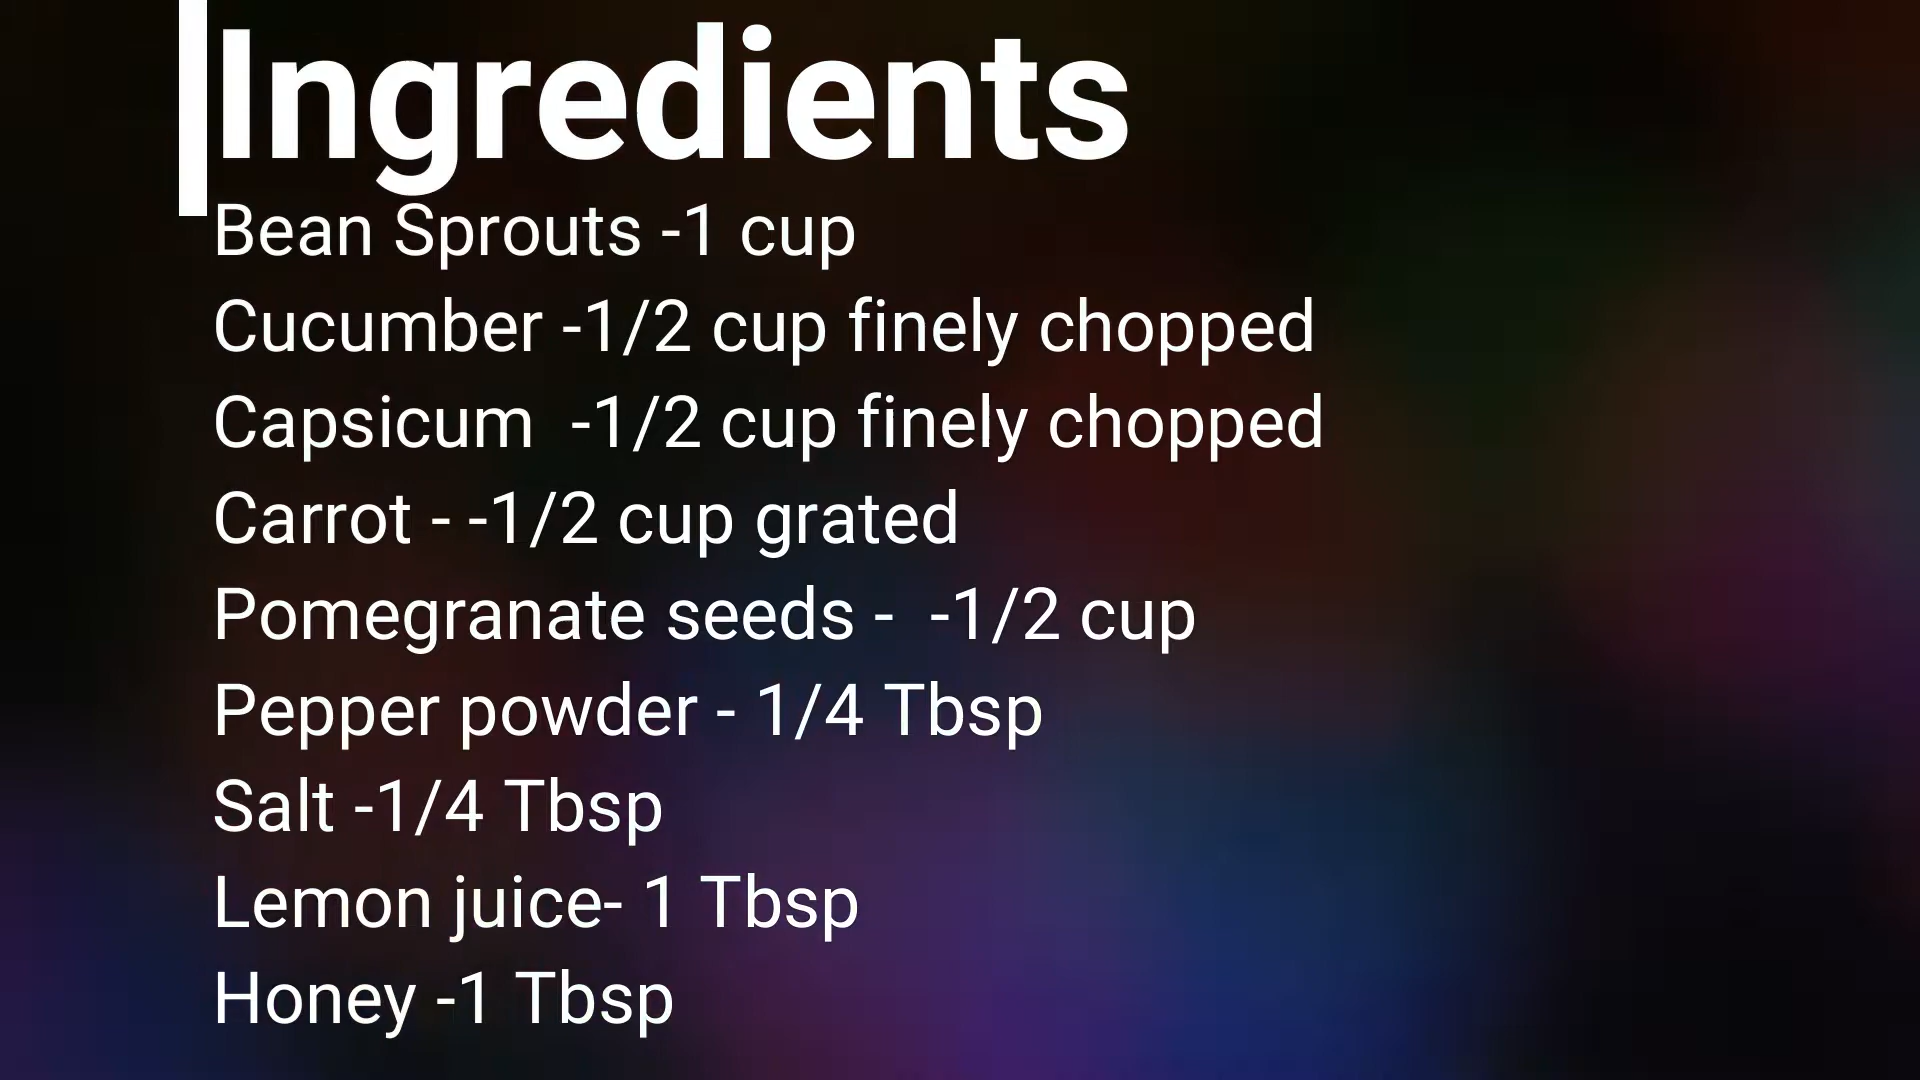 Ingredients
Bean Sprouts -1 cup
Cucumber -1/2 cup finely chopped
Capsicum  -1/2 cup finely chopped
Carrot - -1/2 cup grated
Pomegranate seeds -  -1/2 cup
Pepper powder - 1/4 Tbsp
Salt -1/4 Tbsp
Lemon juice- 1 Tbsp
Honey -1 Tbsp